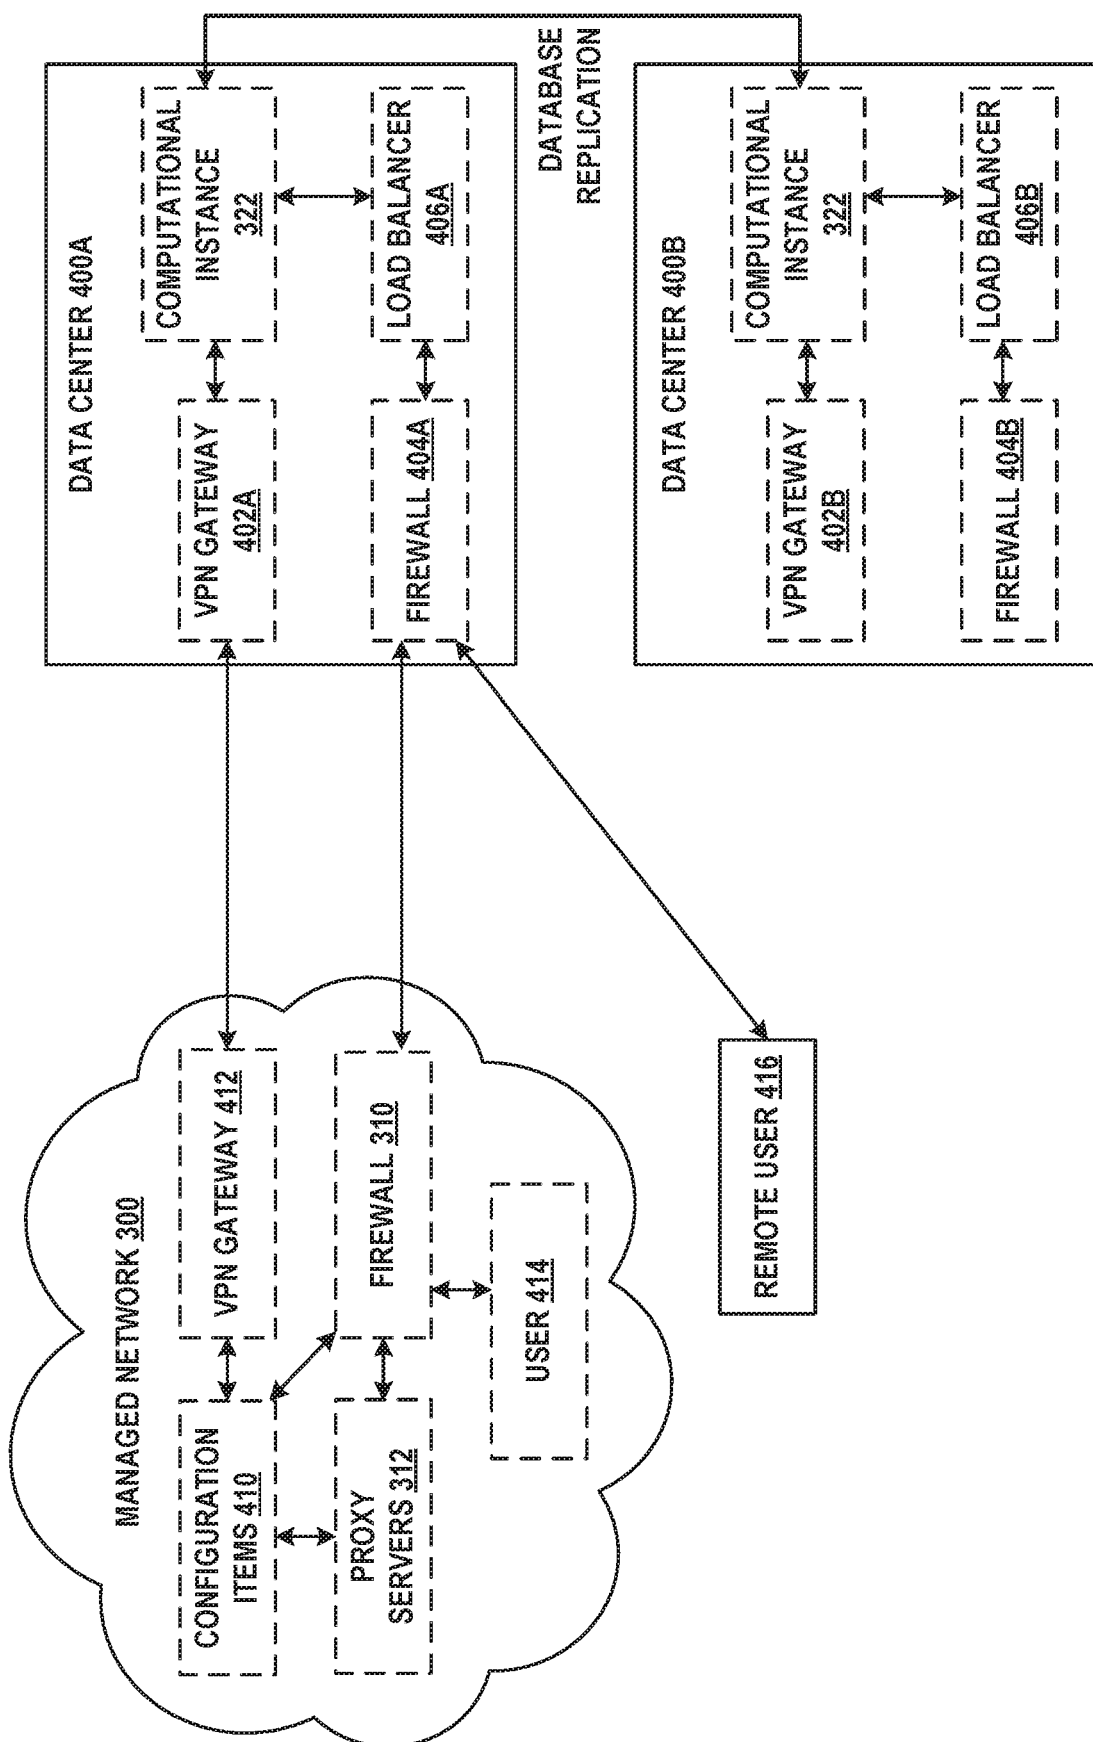 MANAGED NETWORK 300
CONFIGURATION
ITEMS 410
VPN GATEWAY 412
PROXY
SERVERS 312
FIREWALL 310
USER 414
REMOTE USER 416
DATA CENTER 400A
VPN GATEWAY
402A
COMPUTATIONAL
INSTANCE
322
FIREWALL 404A
LOAD BALANCER
406A
DATABASE
REPLICATION
DATA CENTER 400B
VPN GATEWAY
402B
COMPUTATIONAL
INSTANCE
322
FIREWALL 404B
LOAD BALANCER
406B